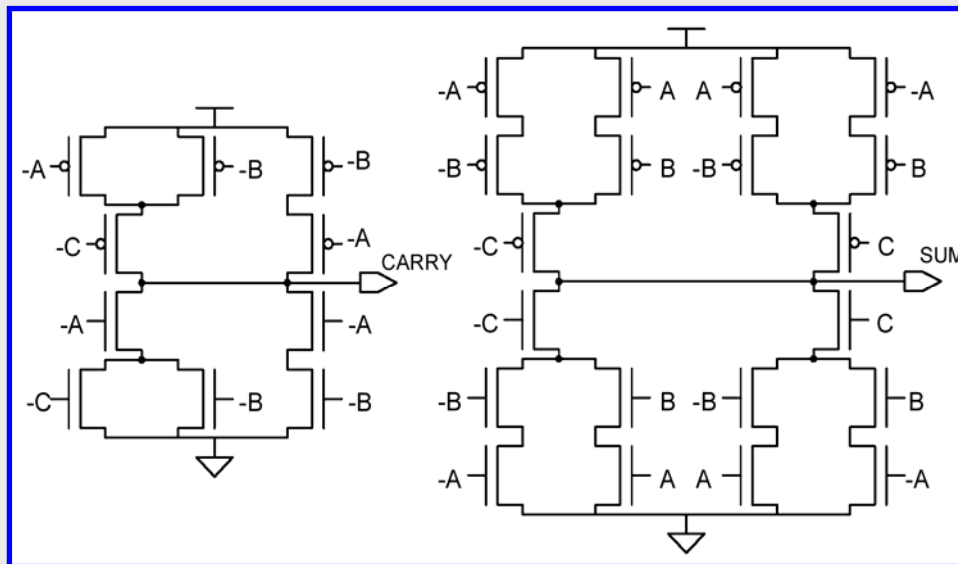 -A A A -A
-B B -B B
-A -B -B
-C -A
CARRY
-C C
SUM
-A -A
-C C
-C -B -B
-B B -B B
-A A A -A